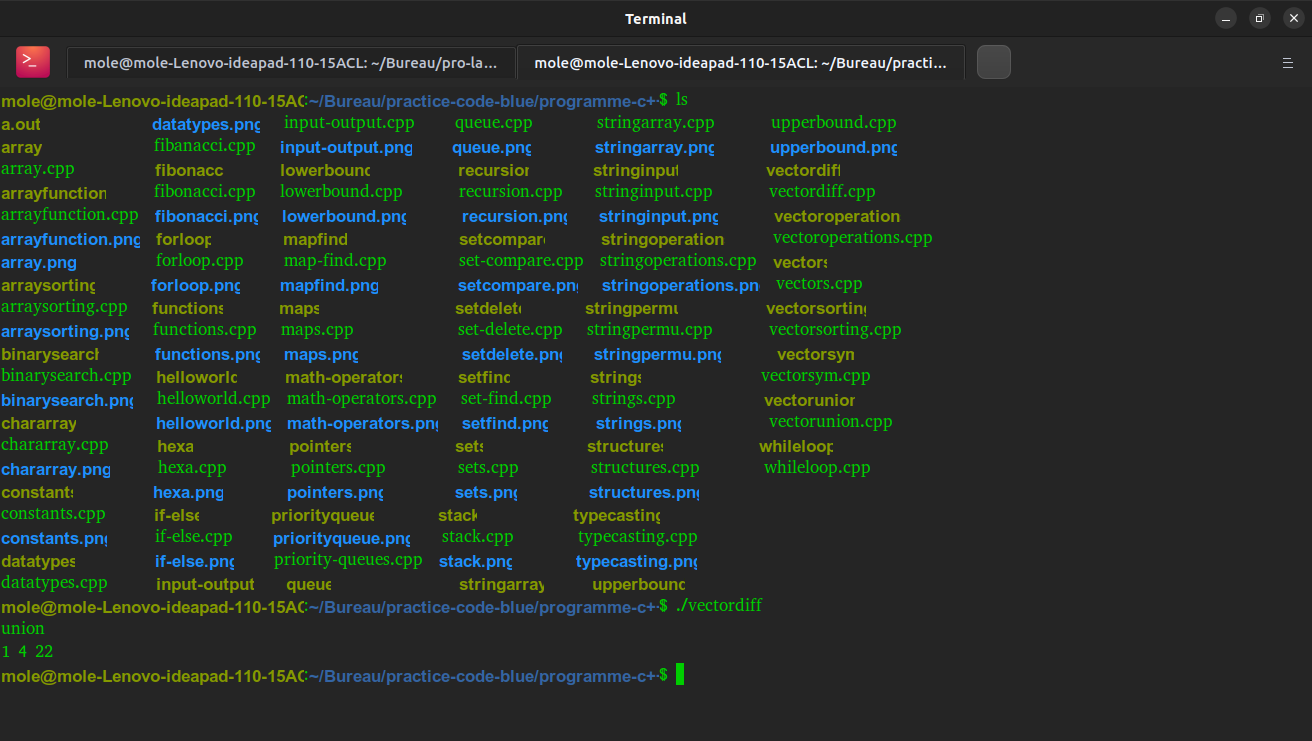 Terminal
>_
mole@mole-Lenovo-ideapad-110-15ACL: ~/Bureau/pro-la... mole@mole-Lenovo-ideapad-110-15ACL: ~/Bureau/practi...
mole@mole-Lenovo-ideapad-110-15AC:~/Bureau/practice-code-blue/programme-c+$ ls
a.out datatypes.png input-output.cpp queue.cpp stringarray.cpp upperbound.cpp
array fibanacci.cpp input-output.png queue.png stringarray.png upperbound.png
array.cpp fibonacc lowerbound recursion stringinput vectordiff
arrayfunction fibonacci.cpp lowerbound.cpp recursion.cpp stringinput.cpp vectordiff.cpp
arrayfunction.cpp fibonacci.png lowerbound.png recursion.png stringinput.png vectoroperation
arrayfunction.png forloop mapfind setcompare stringoperation vectoroperations.cpp
array.png forloop.cpp map-find.cpp set-compare.cpp stringoperations.cpp vectors
arraysorting forloop.png mapfind.png setcompare.png stringoperations.pn vectors.cpp
arraysorting.cpp functions maps setdelete stringpermu vectorsorting
arraysorting.png functions.cpp maps.cpp set-delete.cpp stringpermu.cpp vectorsorting.cpp
binarysearch functions.png maps.png setdelete.png stringpermu.png vectorsyn
binarysearch.cpp helloworld math-operators setfind strings vectorsym.cpp
binarysearch.png helloworld.cpp math-operators.cpp set-find.cpp strings.cpp vectorunion
chararray helloworld.png math-operators.png setfind.png strings.png vectorunion.cpp
chararray.cpp hexa pointers sets structures whileloop
chararray.png hexa.cpp pointers.cpp sets.cpp structures.cpp whileloop.cpp
constants hexa.png pointers.png sets.png structures.png
constants.cpp if-else priorityqueue stack typecasting
constants.png if-else.cpp priorityqueue.png stack.cpp typecasting.cpp
datatypes if-else.png priority-queues.cpp stack.png typecasting.png
datatypes.cpp input-output queue stringarray upperbound
mole@mole-Lenovo-ideapad-110-15AC:~/Bureau/practice-code-blue/programme-c+$ ./vectordiff
union
1 4 22
mole@mole-Lenovo-ideapad-110-15AC:~/Bureau/practice-code-blue/programme-c+$